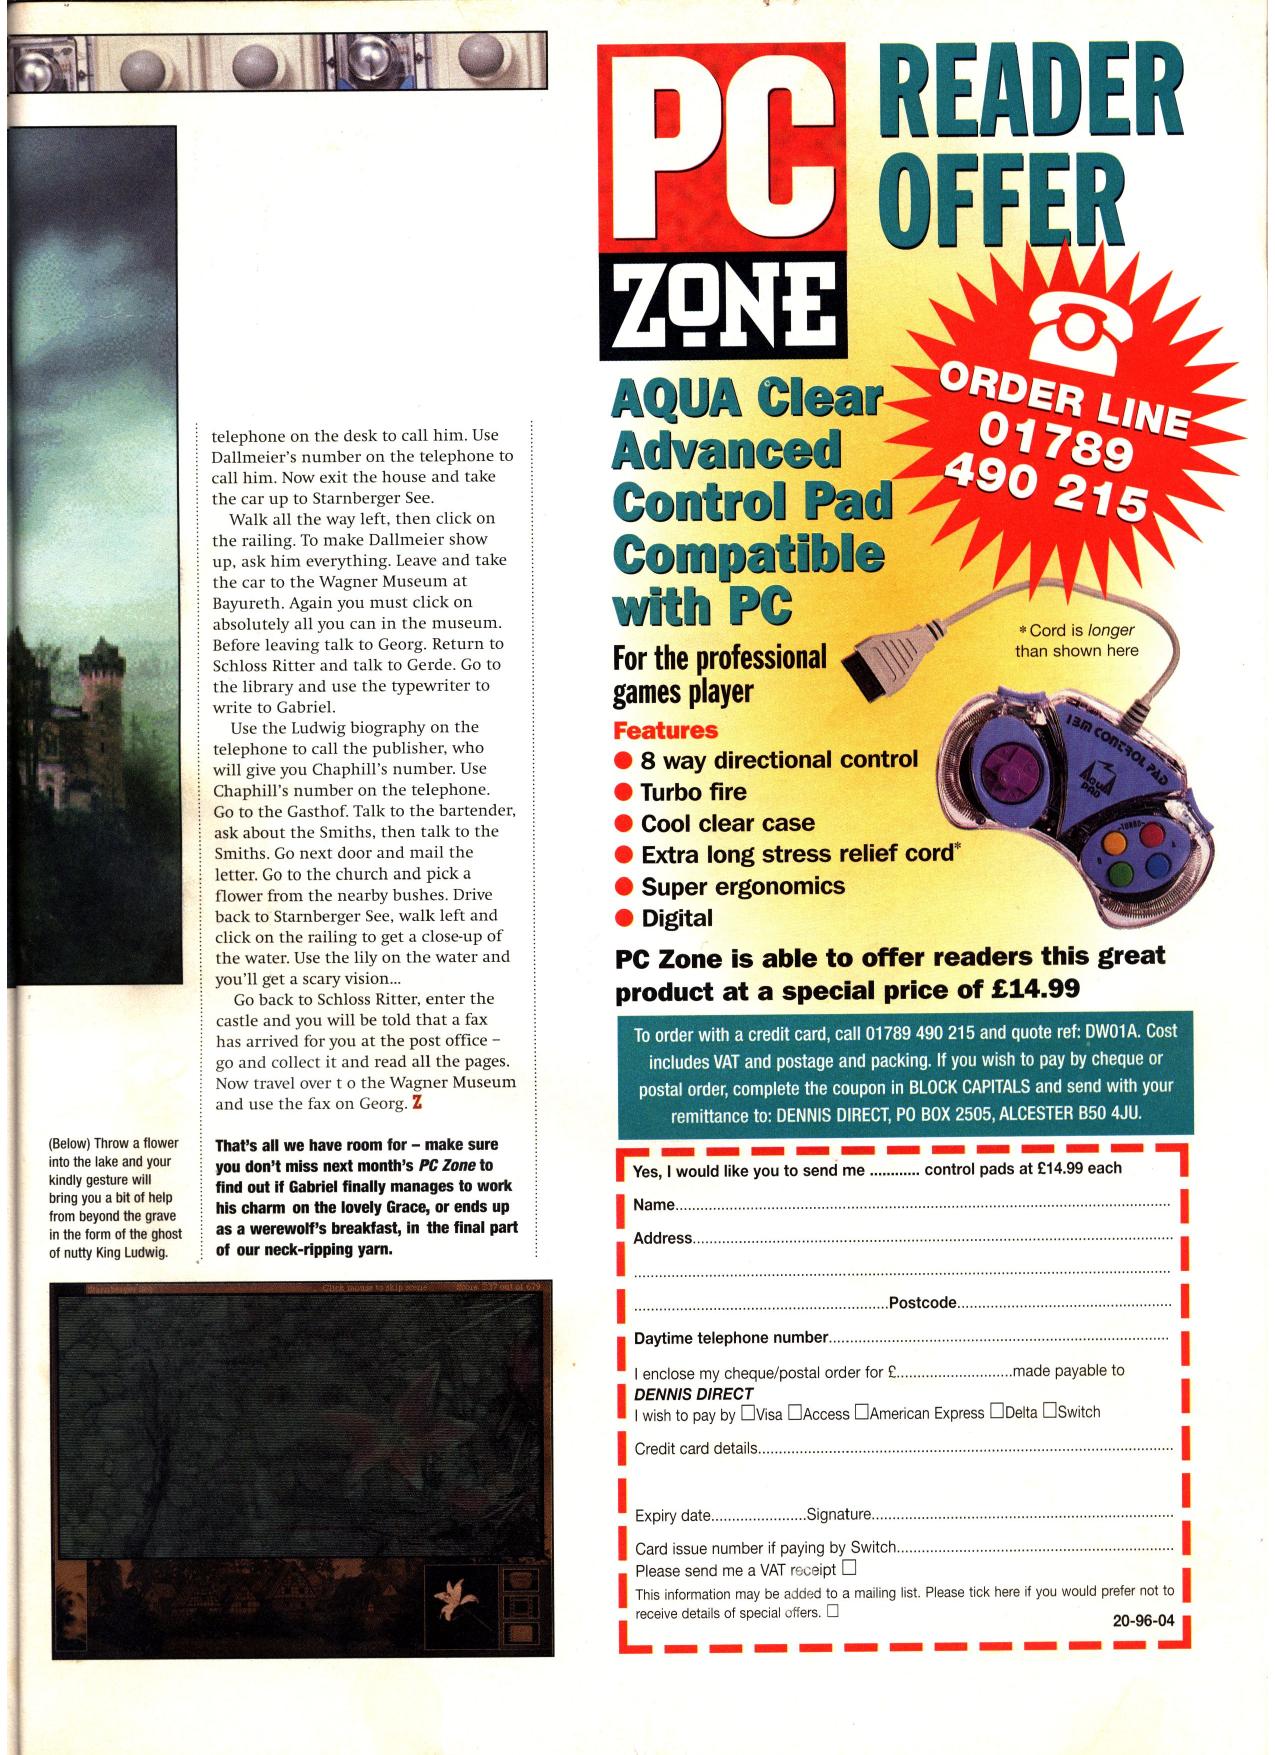 telephone on the desk to call him. Use
Dallmeier's number on the telephone to
call him. Now exit the house and take
the car up to Starnberger See.
Walk all the way left, then click on
the railing. To make Dallmeier show
up, ask him everything. Leave and take
the car to the Wagner Museum at
Bayureth. Again you must click on
absolutely all you can in the museum.
Before leaving talk to Georg. Return to
Schloss Ritter and talk to Gerde. Go to
the library and use the typewriter to
write to Gabriel.
Use the Ludwig biography on the
telephone to call the publisher, who
will give you Chaphill's number. Use
Chaphill's number on the telephone.
Go to the Gasthof. Talk to the bartender,
ask about the Smiths, then talk to the
Smiths. Go next door and mail the
letter. Go to the church and pick a
flower from the nearby bushes. Drive
back to Starnberger See, walk left and
click on the railing to get a close-up of
the water. Use the lily on the water and
you'll get a scary vision...
Go back to Schloss Ritter, enter the
castle and you will be told that a fax
has arrived for you at the post office –
go and collect it and read all the pages.
Now travel over t o the Wagner Museum
and use the fax on Georg. Z
That's all we have room for – make sure
you don't miss next month's PC Zone to
find out if Gabriel finally manages to work
his charm on the lovely Grace, or ends up
as a werewolf's breakfast, in the final part
of our neck-ripping yarn.
(Below) Throw a flower
into the lake and your
kindly gesture will
bring you a bit of help
from beyond the grave
in the form of the ghost
of nutty King Ludwig.
Starnberger See Click mouse to skip scene Score: 337 out of 679
PC
ZONE
READER
OFFER
ORDER LINE
01789
490 215
AQUA Clear
Advanced
Control Pad
Compatible
with PC
For the professional
games player
* Cord is longer
than shown here
IBM CONTROL PAD
AQUA
PAD
TURBO
Features
● 8 way directional control
● Turbo fire
● Cool clear case
● Extra long stress relief cord*
● Super ergonomics
● Digital
PC Zone is able to offer readers this great
product at a special price of £14.99
To order with a credit card, call 01789 490 215 and quote ref: DW01A. Cost
includes VAT and postage and packing. If you wish to pay by cheque or
postal order, complete the coupon in BLOCK CAPITALS and send with your
remittance to: DENNIS DIRECT, PO BOX 2505, ALCESTER B50 4JU.
Yes, I would like you to send me ............ control pads at £14.99 each
Name..........
Address..........
..........
..........Postcode..........
Daytime telephone number..........
I enclose my cheque/postal order for £..........made payable to
DENNIS DIRECT
I wish to pay by ☐Visa ☐Access ☐American Express ☐Delta ☐Switch
Credit card details..........
Expiry date..........Signature..........
Card issue number if paying by Switch..........
Please send me a VAT receipt ☐
This information may be added to a mailing list. Please tick here if you would prefer not to
receive details of special offers. ☐
20-96-04